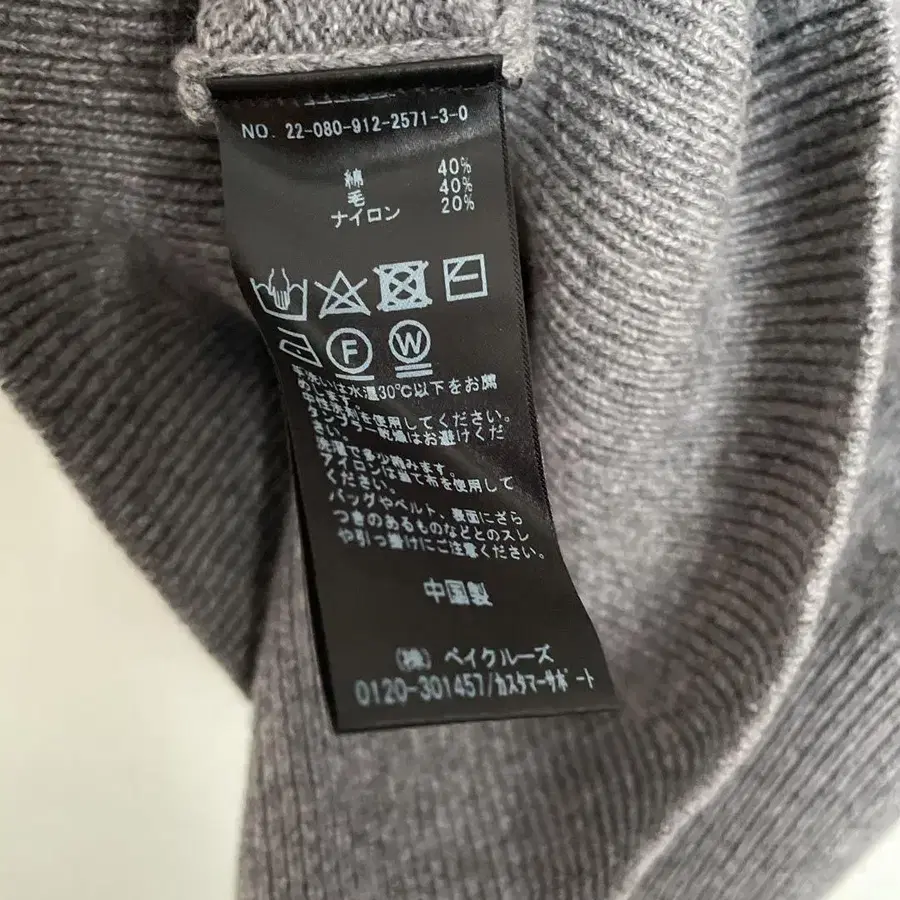 NO. 22-080-912-2571-3-0
綿 40%
毛 40%
ナイロン 20%
F W
手洗いは水温30℃以下をお薦
めします。
中性洗剤を使用してください。
タンブラー乾燥はお避けくだ
さい。
洗濯で多少縮みます。
アイロンは当て布を使用して
ください。
バッグやベルト、表面にざら
つきのあるものなどとのスレ
や引っ掛けにご注意ください。
中国製
(株) ベイクルーズ
0120-301457/カスタマーサポート